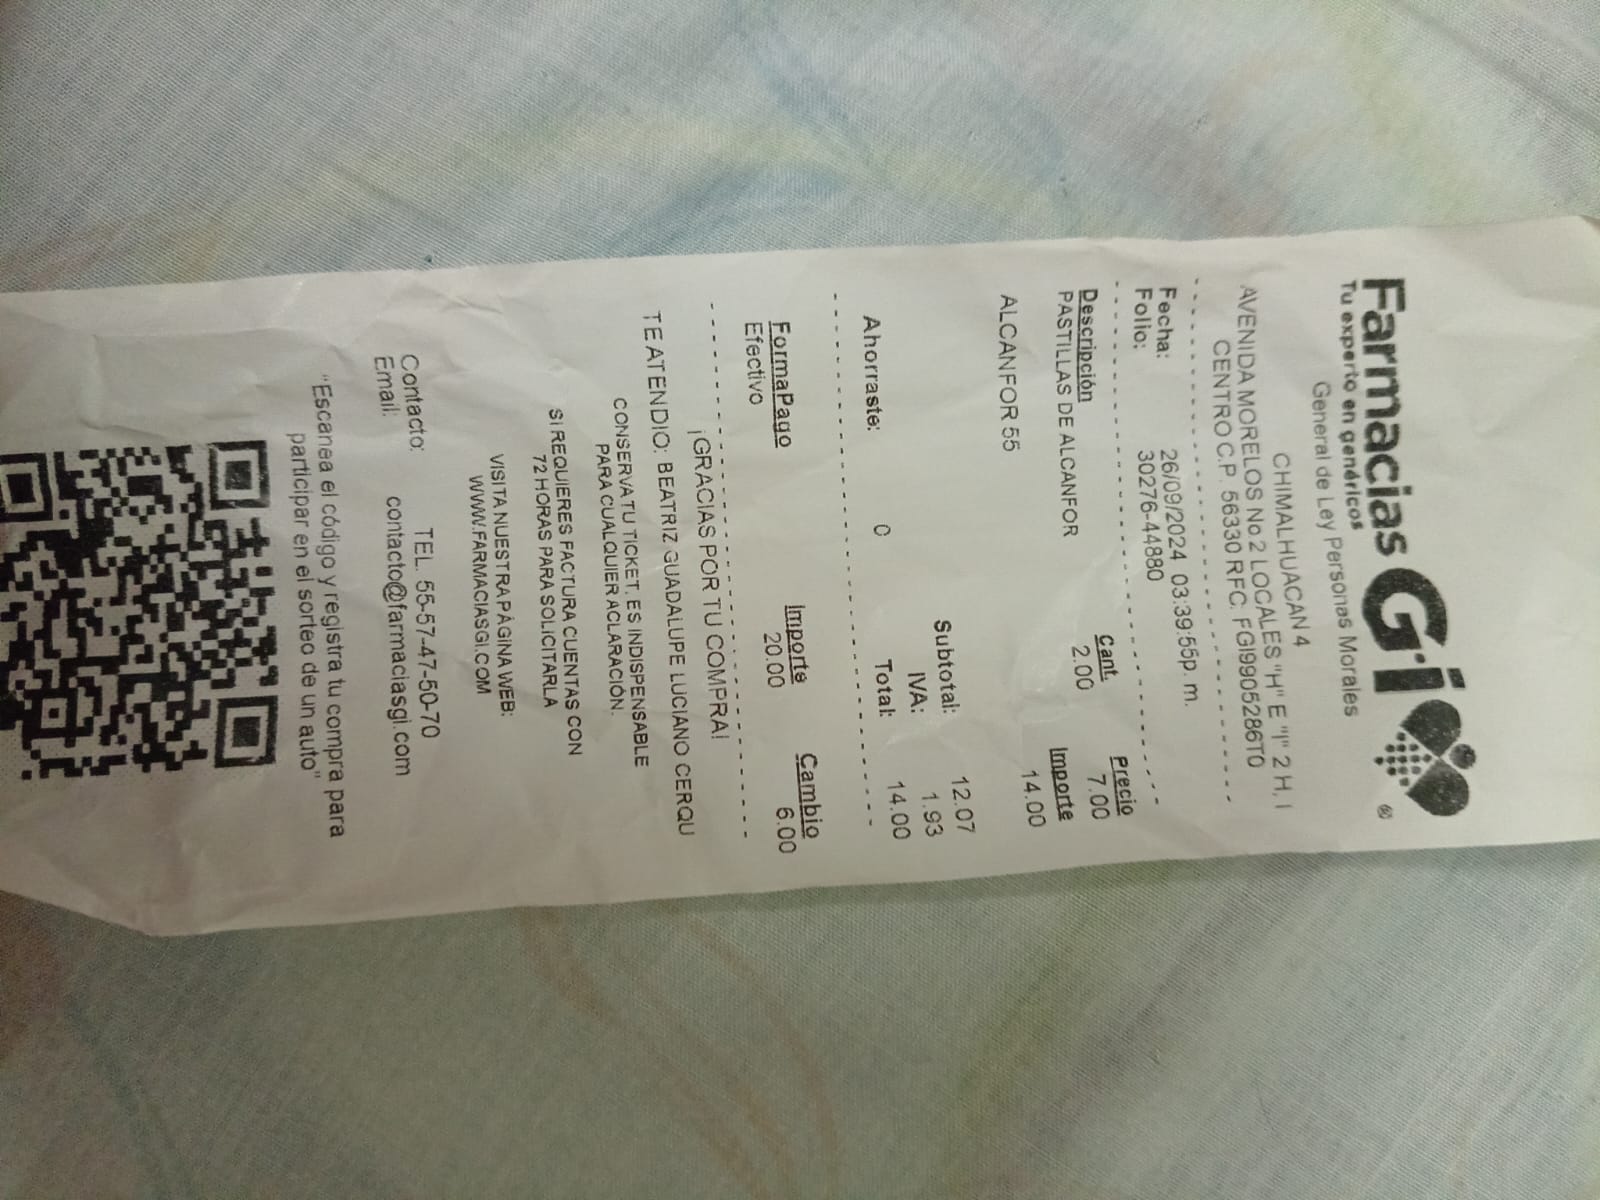 Farmacias Gi ®
Tu experto en genéricos
General de Ley Personas Morales
CHIMALHUACAN 4
AVENIDA MORELOS No.2 LOCALES "H" E "I" 2 H, I
CENTRO C.P. 56330 RFC. FGI9905286T0
Fecha: 26/09/2024 03:39:55p. m.
Folio: 30276-44880
Descripción Cant. Precio
PASTILLAS DE ALCANFOR 2.00 7.00
Importe
14.00
ALCANFOR 55
Subtotal: 12.07
IVA: 1.93
Ahorraste: 0 Total: 14.00
FormaPago Importe Cambio
Efectivo 20.00 6.00
¡GRACIAS POR TU COMPRA!
TE ATENDIO: BEATRIZ GUADALUPE LUCIANO CERQU
CONSERVA TU TICKET, ES INDISPENSABLE
PARA CUALQUIER ACLARACIÓN.
SI REQUIERES FACTURA CUENTAS CON
72 HORAS PARA SOLICITARLA
VISITA NUESTRA PÁGINA WEB:
WWW.FARMACIASGI.COM
Contacto: TEL. 55-57-47-50-70
Email: contacto@farmaciasgi.com
"Escanea el código y registra tu compra para
participar en el sorteo de un auto"